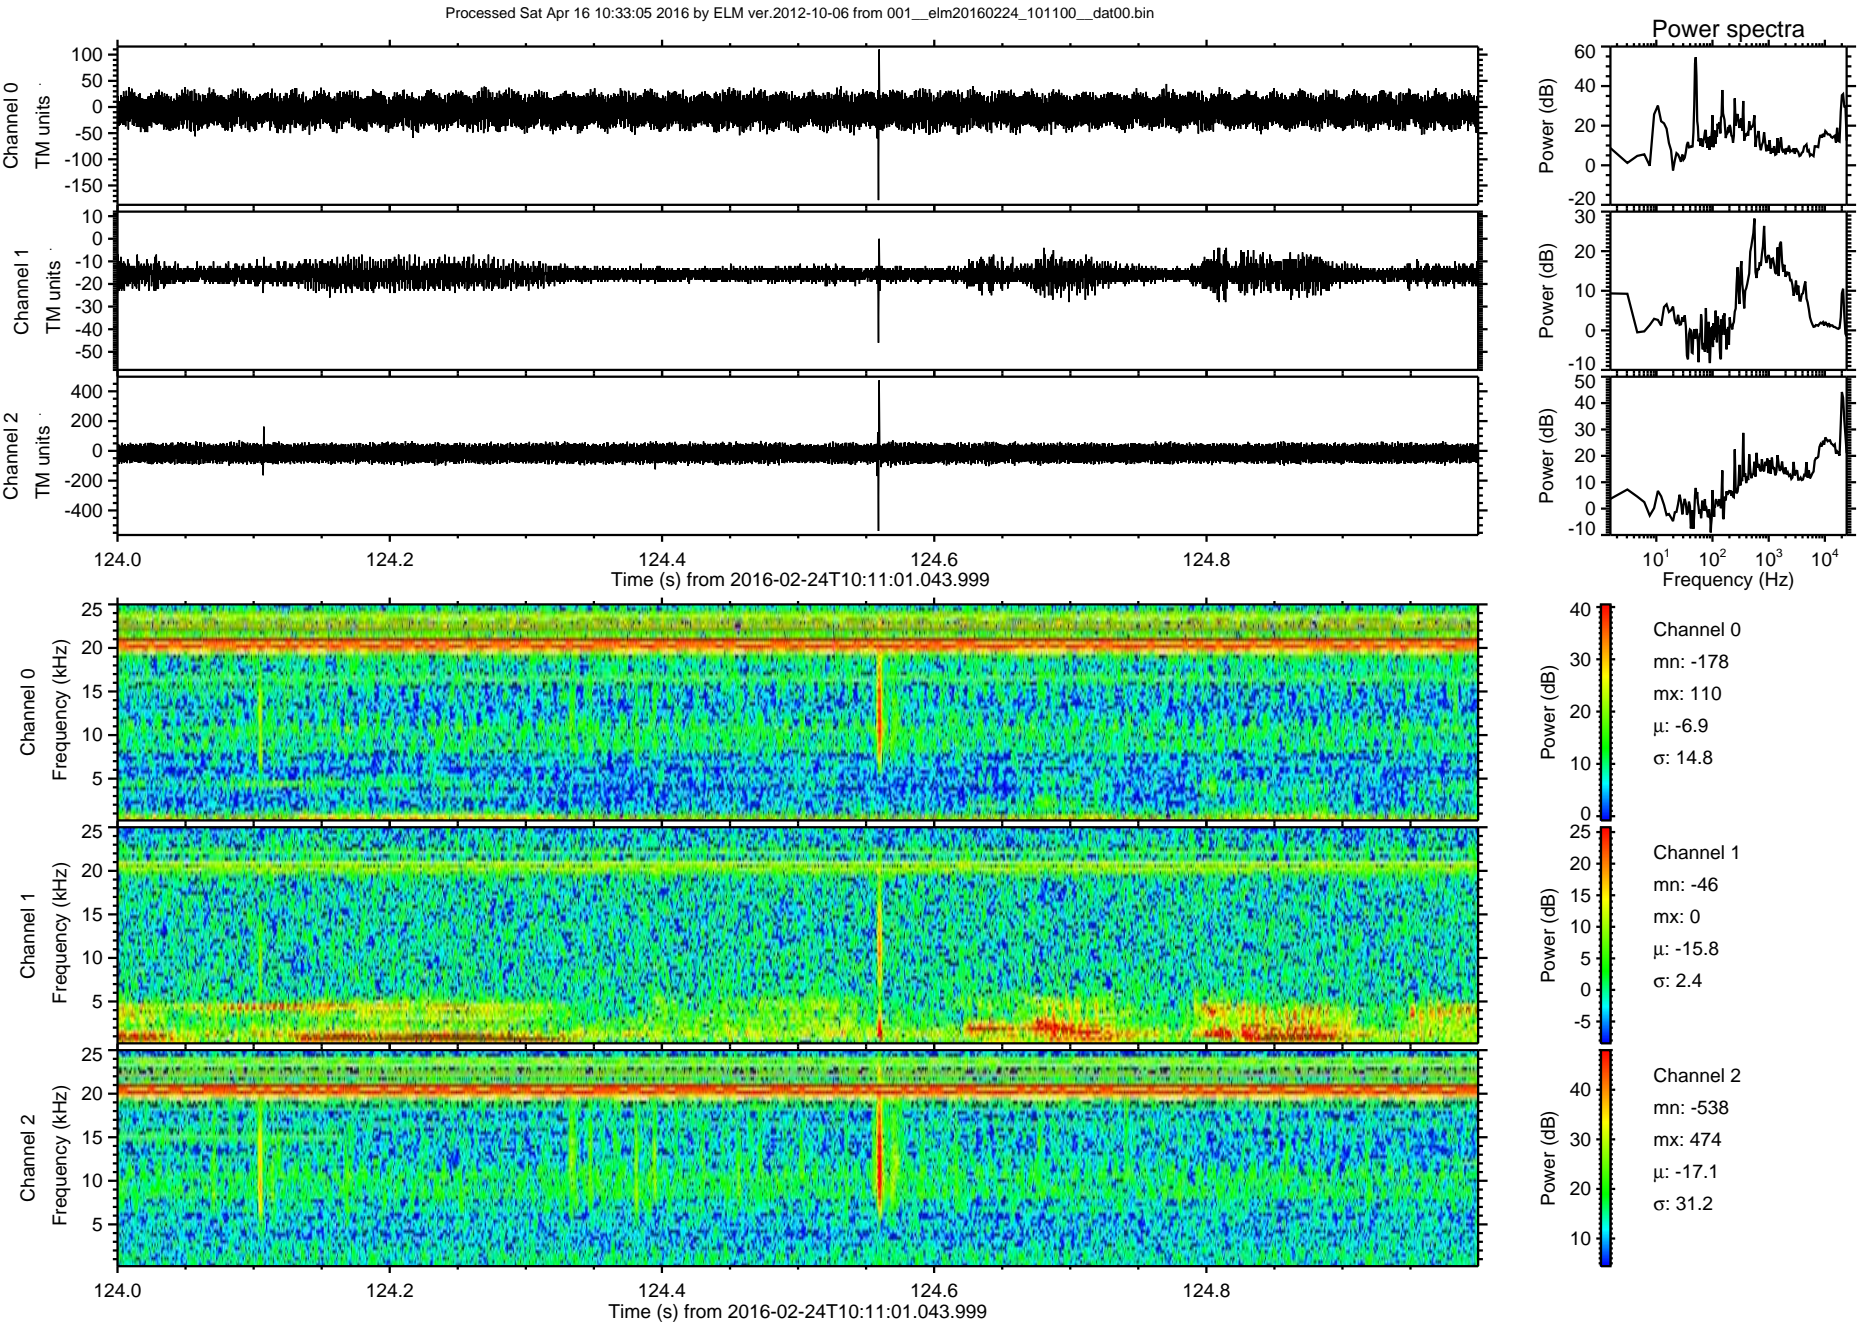 Processed Sat Apr 16 10:33:05 2016 by ELM ver.2012-10-06 from 001__elm20160224_101100__dat00.bin
Power spectra
Channel 0
TM units
100
50
0
-50
-100
-150
Power (dB)
60
40
20
0
-20
Channel 1
TM units
10
0
-10
-20
-30
-40
-50
Power (dB)
30
20
10
0
-10
Channel 2
TM units
400
200
0
-200
-400
Power (dB)
50
40
30
20
10
0
-10
124.0 124.2 124.4 124.6 124.8
Time (s) from 2016-02-24T10:11:01.043.999
10¹ 10² 10³ 10⁴
Frequency (Hz)
Channel 0
Frequency (kHz)
25
20
15
10
5
Power (dB)
40
30
20
10
0
Channel 0
mn: -178
mx: 110
μ: -6.9
σ: 14.8
Channel 1
Frequency (kHz)
25
20
15
10
5
Power (dB)
25
20
15
10
5
0
-5
Channel 1
mn: -46
mx: 0
μ: -15.8
σ: 2.4
Channel 2
Frequency (kHz)
25
20
15
10
5
Power (dB)
40
30
20
10
Channel 2
mn: -538
mx: 474
μ: -17.1
σ: 31.2
124.0 124.2 124.4 124.6 124.8
Time (s) from 2016-02-24T10:11:01.043.999